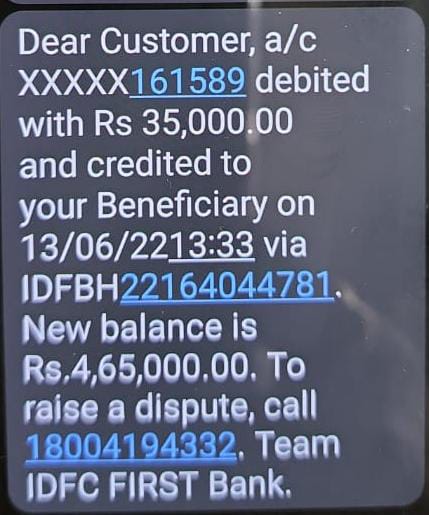 Dear Customer, a/c
XXXXX161589 debited
with Rs 35,000.00
and credited to
your Beneficiary on
13/06/2213:33 via
IDFBH22164044781.
New balance is
Rs.4,65,000.00. To
raise a dispute, call
18004194332. Team
IDFC FIRST Bank.